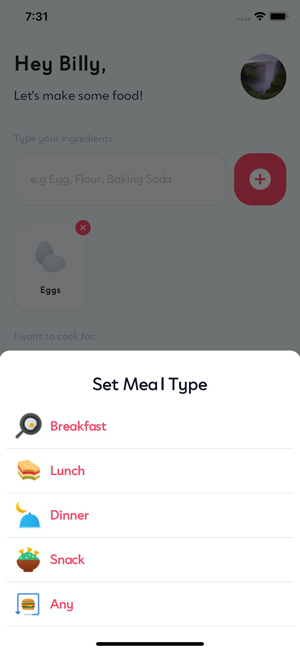 7:31
Hey Billy,
Let's make some food!
Type your ingredients
e.g Egg, Flour, Baking Soda
Eggs
I want to cook for:
Set Meal Type
Breakfast
Lunch
Dinner
Snack
Any